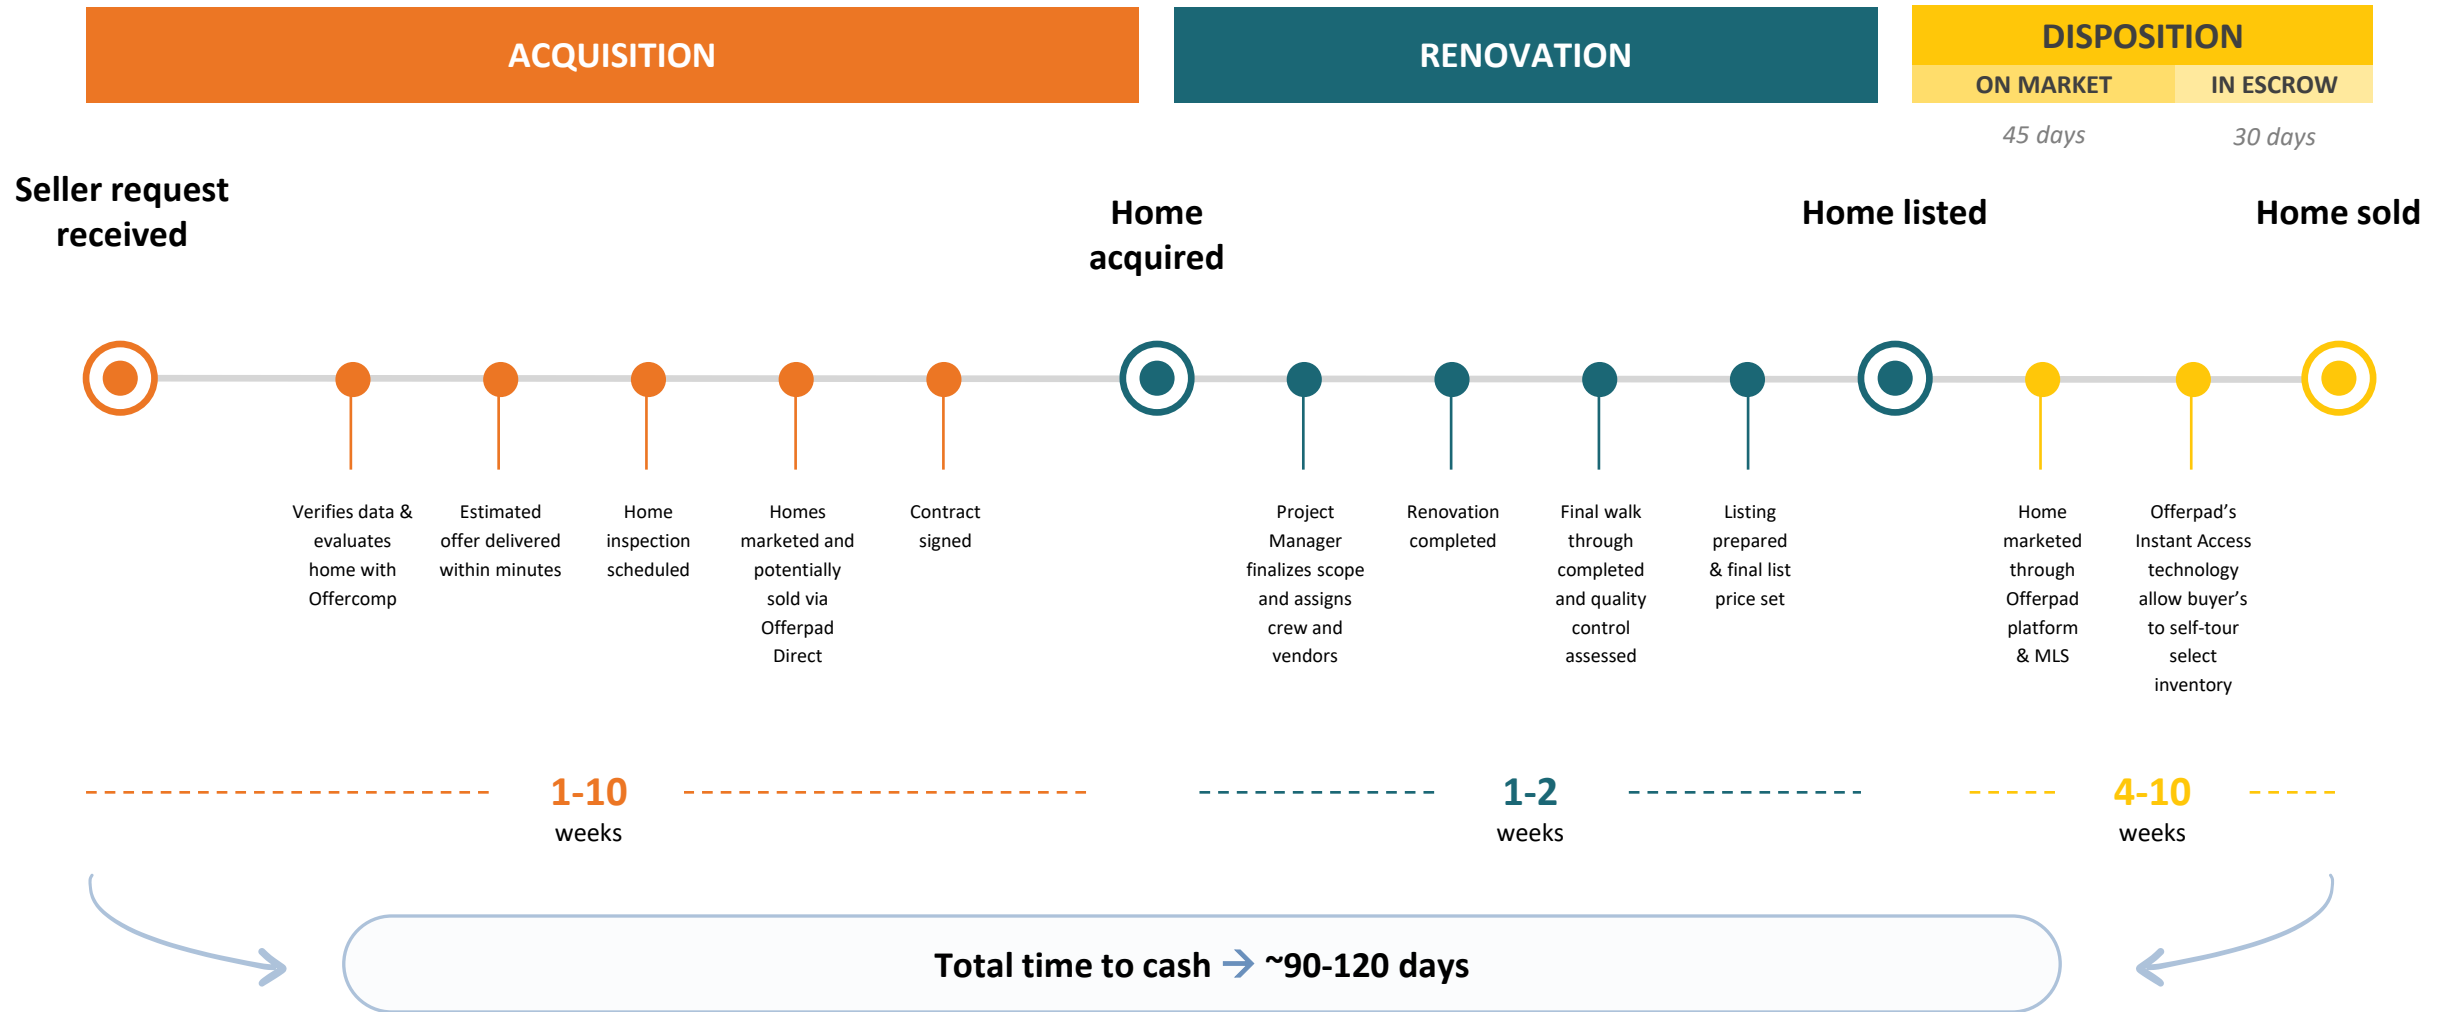 ACQUISITION
RENOVATION
DISPOSITION
ON MARKET
IN ESCROW
45 days
30 days
Seller request
received
Home
acquired
Home listed
Home sold
Verifies data &
evaluates
home with
Offercomp
Estimated
offer delivered
within minutes
Home
inspection
scheduled
Homes
marketed and
potentially
sold via
Offerpad
Direct
Contract
signed
Project
Manager
finalizes scope
and assigns
crew and
vendors
Renovation
completed
Final walk
through
completed
and quality
control
assessed
Listing
prepared
& final list
price set
Home
marketed
through
Offerpad
platform
& MLS
Offerpad’s
Instant Access
technology
allow buyer’s
to self-tour
select
inventory
1-10
weeks
1-2
weeks
4-10
weeks
Total time to cash → ~90-120 days